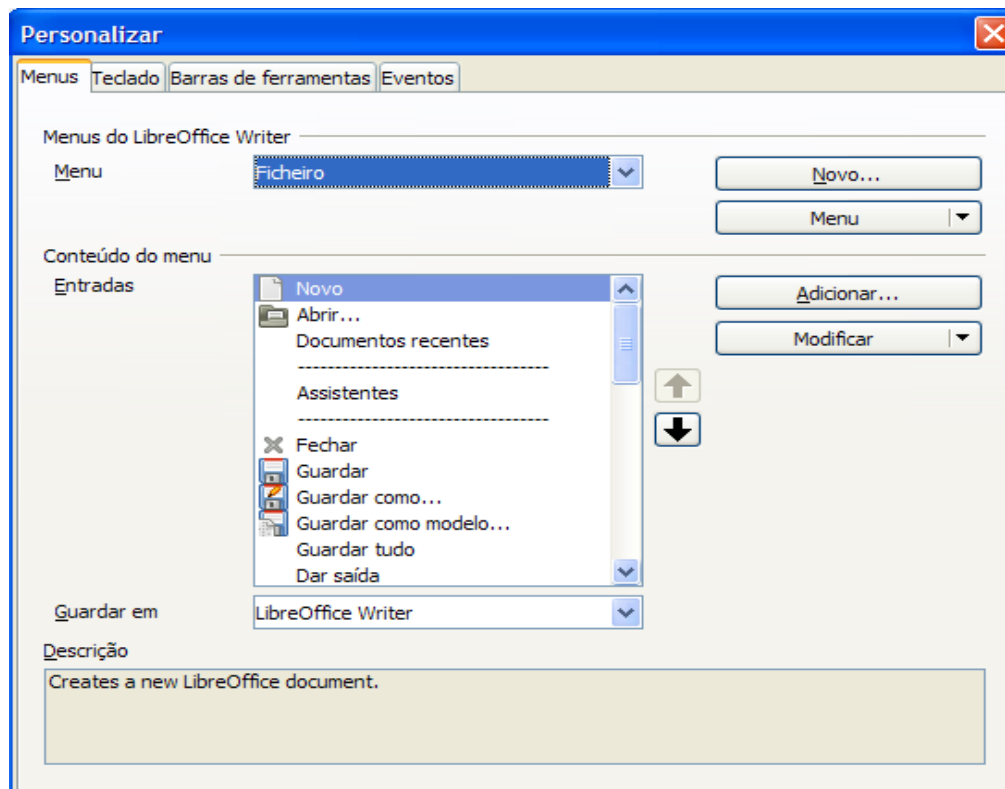 Personalizar
Menus Teclado Barras de ferramentas Eventos
Menus do LibreOffice Writer
Menu Ficheiro Novo...
Menu
Conteúdo do menu
Entradas Novo Adicionar...
Abrir...
Documentos recentes Modificar
----------------------------------
Assistentes
----------------------------------
Fechar
Guardar
Guardar como...
Guardar como modelo...
Guardar tudo
Dar saída
Guardar em LibreOffice Writer
Descrição
Creates a new LibreOffice document.